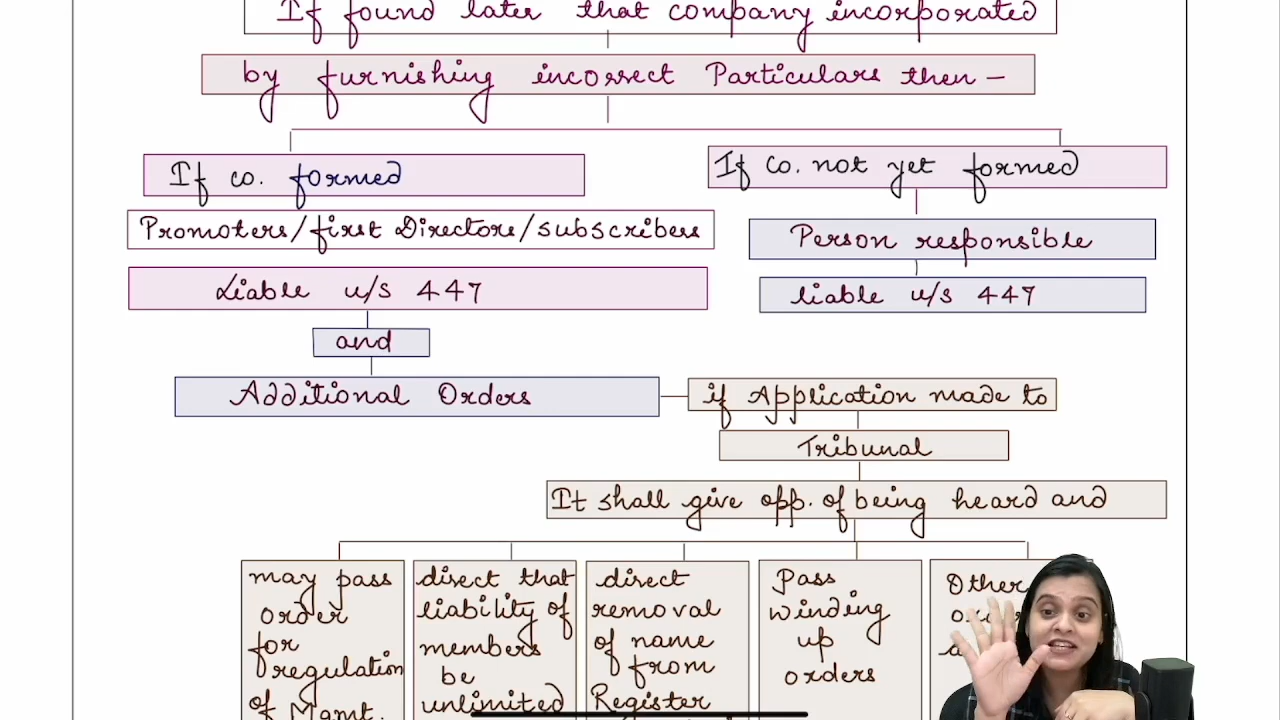 If found later that company incorporated
by furnishing incorrect Particulars then -
If co. formed
If Co. not yet formed
Promoters/first Directors/subscribers
Person responsible
Liable u/s 447
liable u/s 447
and
Additional Orders
if Application made to
Tribunal
It shall give opp. of being heard and
may pass
order
for
regulation
of Mgmt.
direct that
liability of
members
be
unlimited
direct
removal
of name
from
Register
Pass
winding
up
orders
Other